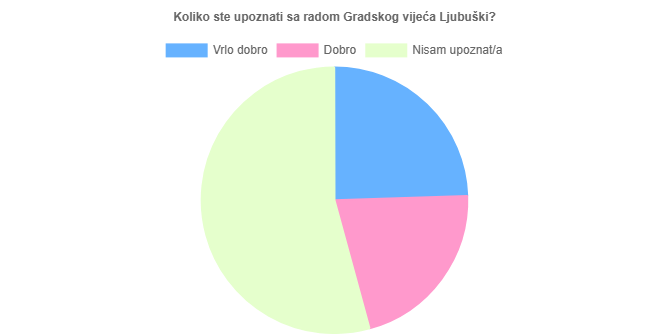 Koliko ste upoznati sa radom Gradskog vijeća Ljubuški?
Vrlo dobro Dobro Nisam upoznat/a